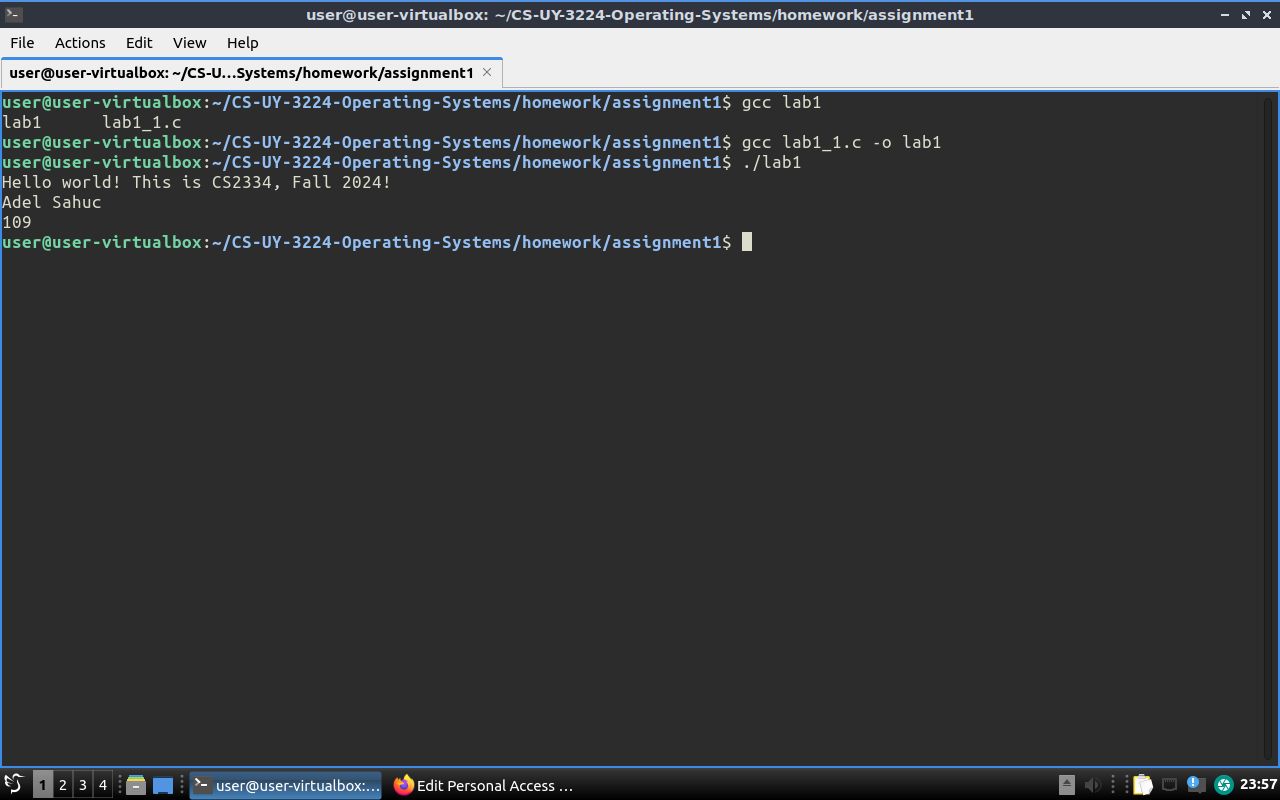 user@user-virtualbox: ~/CS-UY-3224-Operating-Systems/homework/assignment1
File Actions Edit View Help
user@user-virtualbox: ~/CS-U...Systems/homework/assignment1
user@user-virtualbox:~/CS-UY-3224-Operating-Systems/homework/assignment1$ gcc lab1
lab1      lab1_1.c
user@user-virtualbox:~/CS-UY-3224-Operating-Systems/homework/assignment1$ gcc lab1_1.c -o lab1
user@user-virtualbox:~/CS-UY-3224-Operating-Systems/homework/assignment1$ ./lab1
Hello world! This is CS2334, Fall 2024!
Adel Sahuc
109
user@user-virtualbox:~/CS-UY-3224-Operating-Systems/homework/assignment1$
1 2 3 4 user@user-virtualbox:... Edit Personal Access ... 23:57